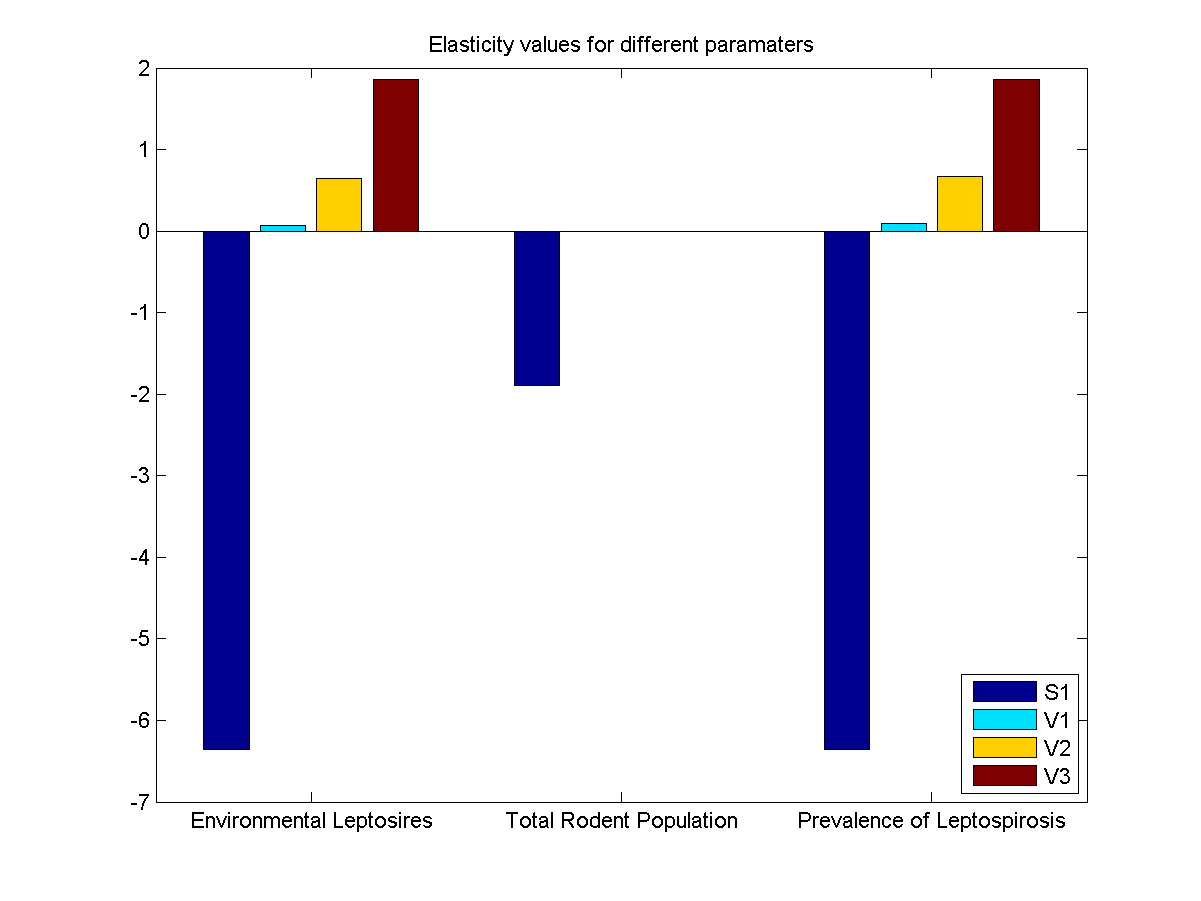 Elasticity values for different paramaters
2
1
0
-1
-2
-3
-4
-5
-6
-7
S1
V1
V2
V3
Environmental Leptosires
Total Rodent Population
Prevalence of Leptospirosis